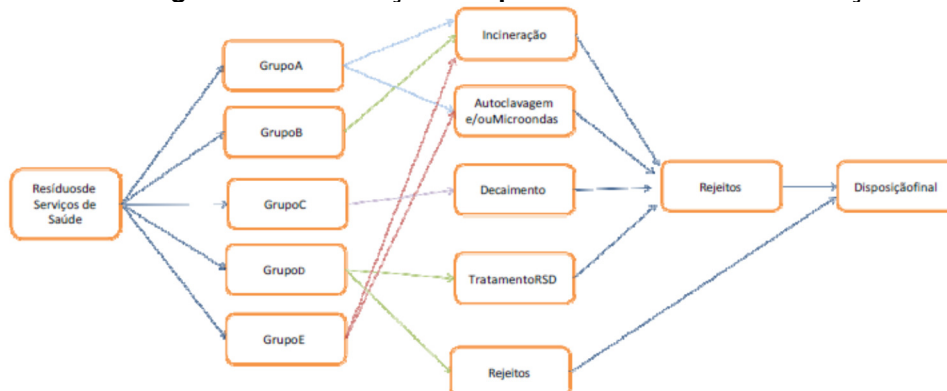 Incineração
GrupoA
Autoclavagem
e/ouMicroondas
GrupoB
Resíduosde
Serviços de
Saúde
GrupoC
Decaimento
Rejeitos
Disposiçãofinal
GrupoD
TratamentoRSD
GrupoE
Rejeitos